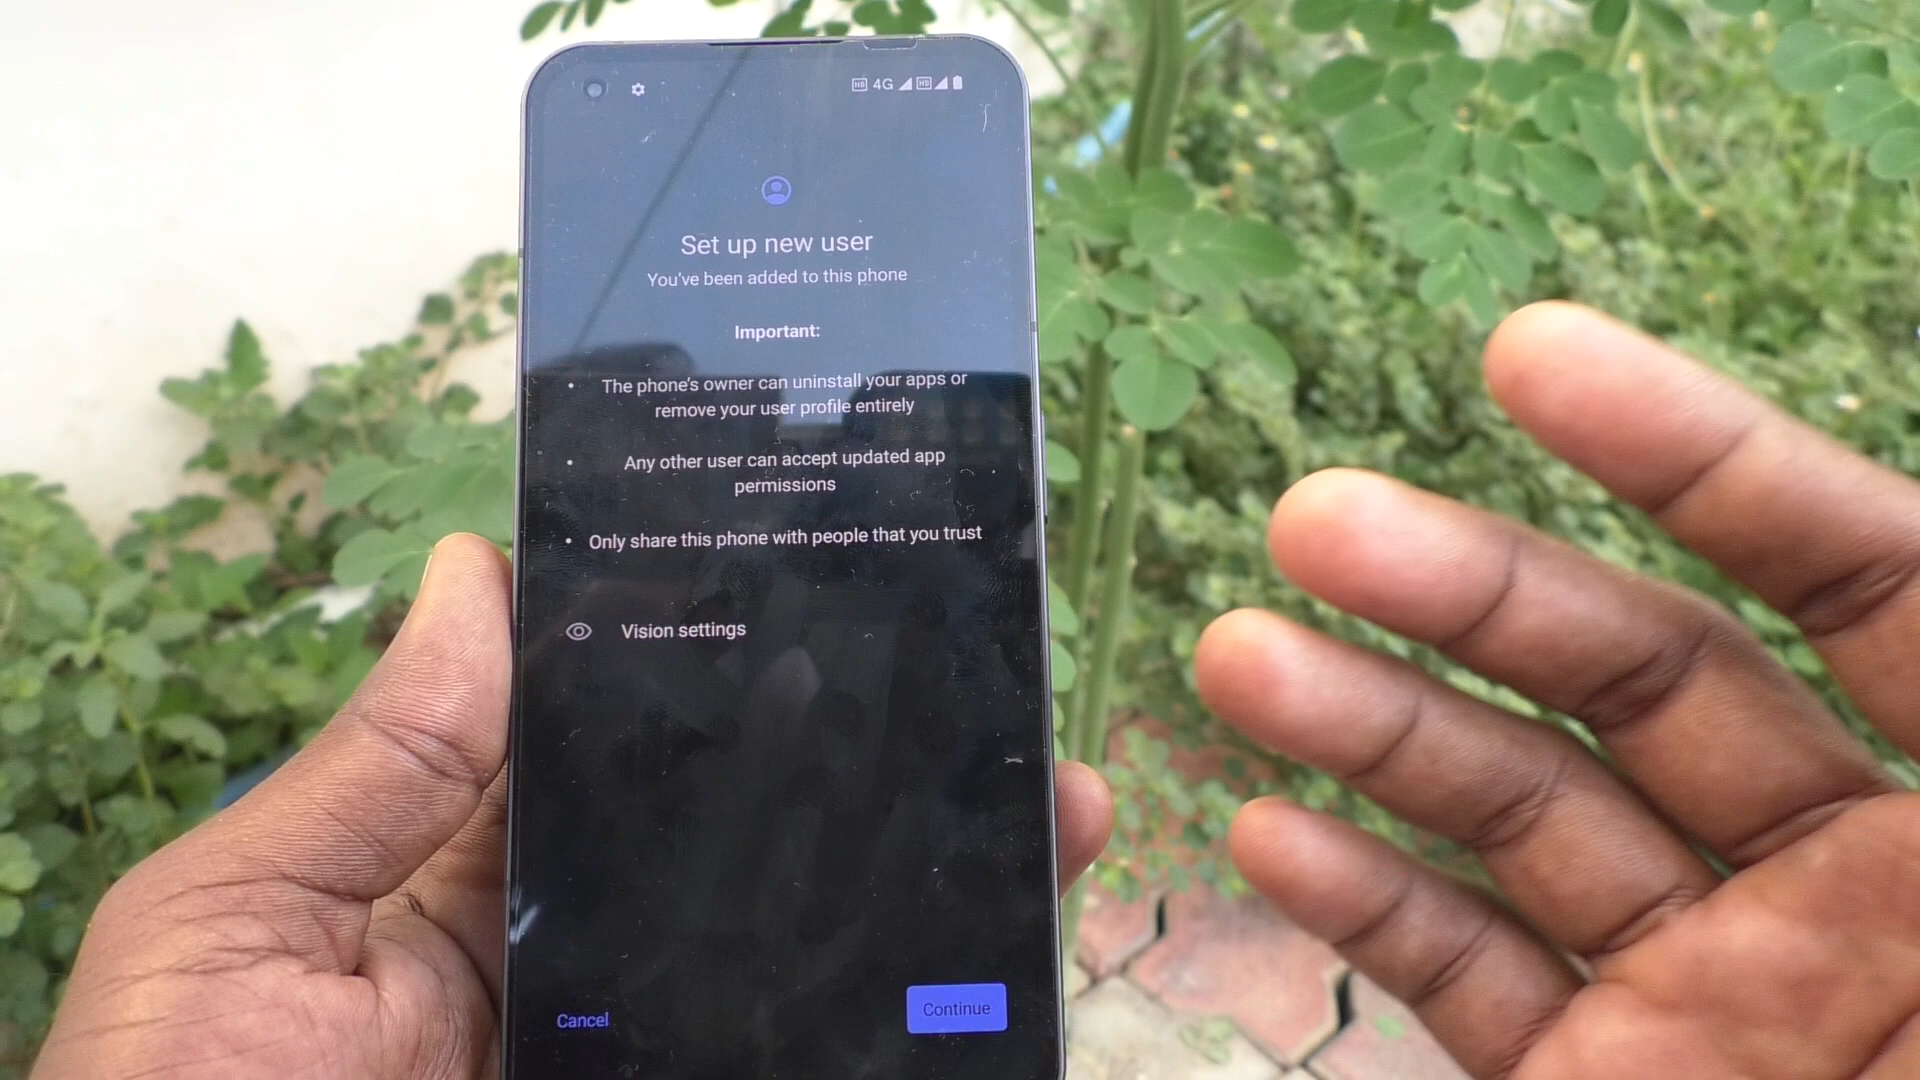 HD 4G HD
Set up new user
You've been added to this phone
Important:
• The phone's owner can uninstall your apps or
remove your user profile entirely
• Any other user can accept updated app
permissions
• Only share this phone with people that you trust
Vision settings
Cancel
Continue